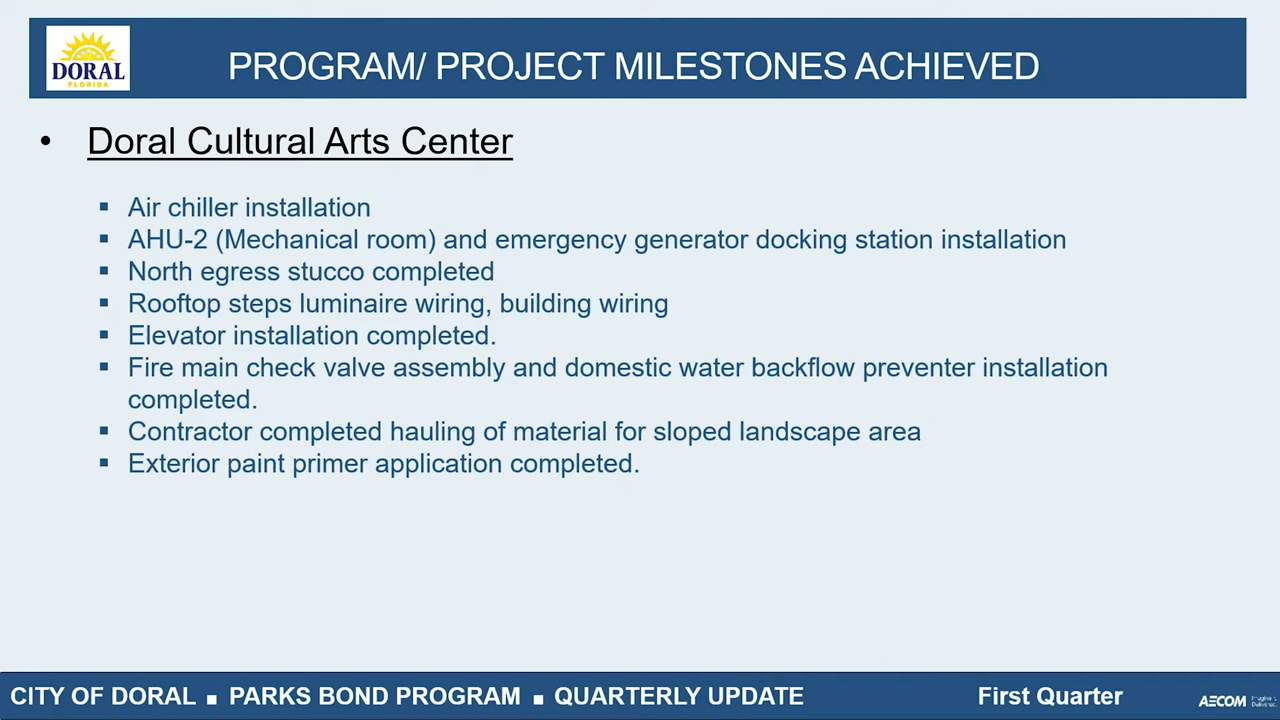 DORAL
FLORIDA
PROGRAM/ PROJECT MILESTONES ACHIEVED
• Doral Cultural Arts Center
▪ Air chiller installation
▪ AHU-2 (Mechanical room) and emergency generator docking station installation
▪ North egress stucco completed
▪ Rooftop steps luminaire wiring, building wiring
▪ Elevator installation completed.
▪ Fire main check valve assembly and domestic water backflow preventer installation
completed.
▪ Contractor completed hauling of material for sloped landscape area
▪ Exterior paint primer application completed.
CITY OF DORAL ■ PARKS BOND PROGRAM ■ QUARTERLY UPDATE First Quarter AECOM